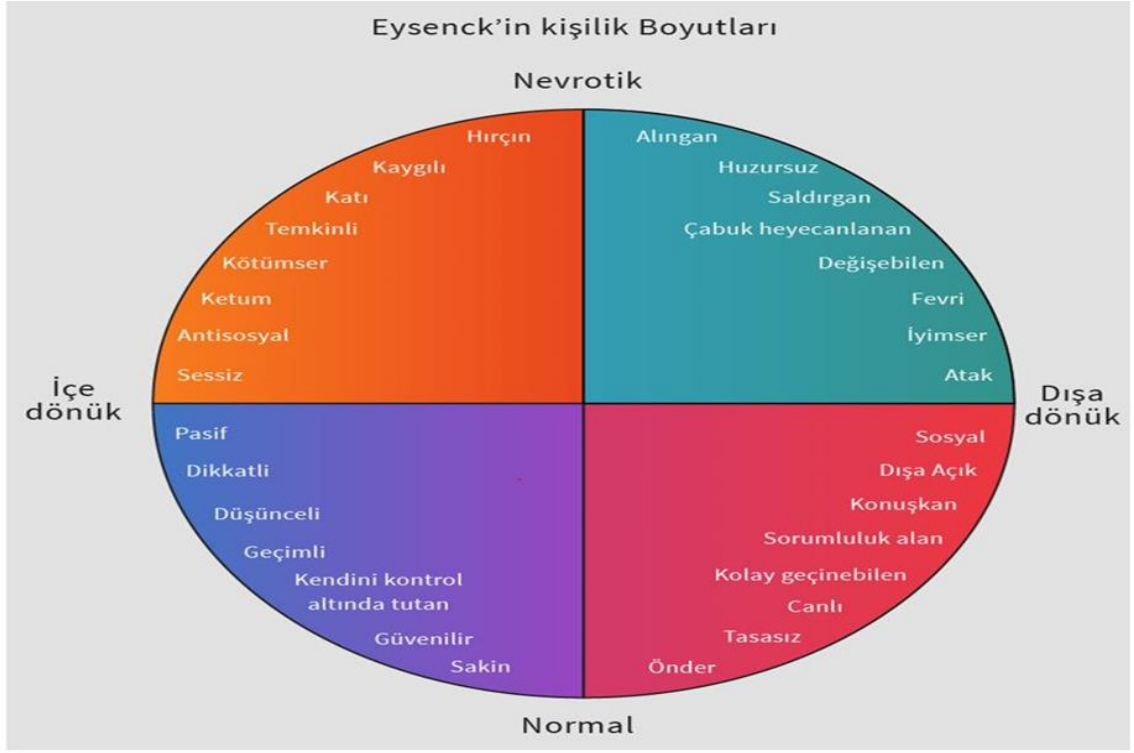 Eysenck’in kişilik Boyutları
Nevrotik
Hırçın
Kaygılı
Katı
Temkinli
Kötümser
Ketum
Antisosyal
Sessiz
Alıngan
Huzursuz
Saldırgan
Çabuk heyecanlanan
Değişebilen
Fevri
İyimser
Atak
İçe
dönük
Dışa
dönük
Pasif
Dikkatli
Düşünceli
Geçimli
Kendini kontrol
altında tutan
Güvenilir
Sakin
Sosyal
Dışa Açık
Konuşkan
Sorumluluk alan
Kolay geçinebilen
Canlı
Tasasız
Önder
Normal